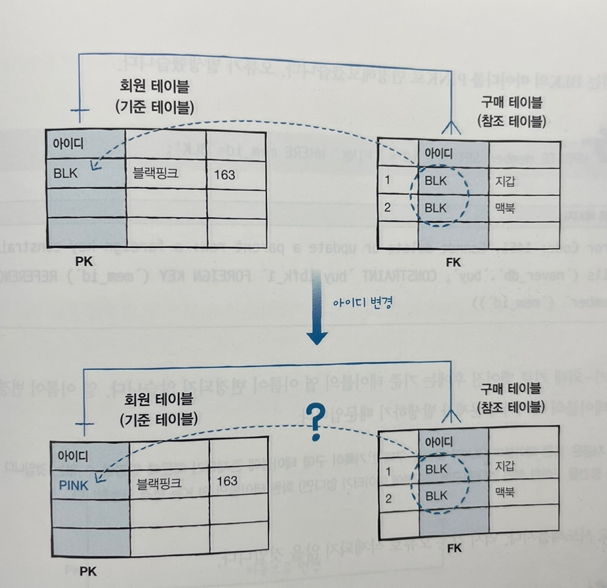 회원 테이블
(기준 테이블)
구매 테이블
(참조 테이블)
아이디
BLK 블랙핑크 163
PK
아이디
1 BLK 지갑
2 BLK 맥북
FK
아이디 변경
회원 테이블
(기준 테이블)
?
구매 테이블
(참조 테이블)
아이디
PINK 블랙핑크 163
PK
아이디
1 BLK 지갑
2 BLK 맥북
FK